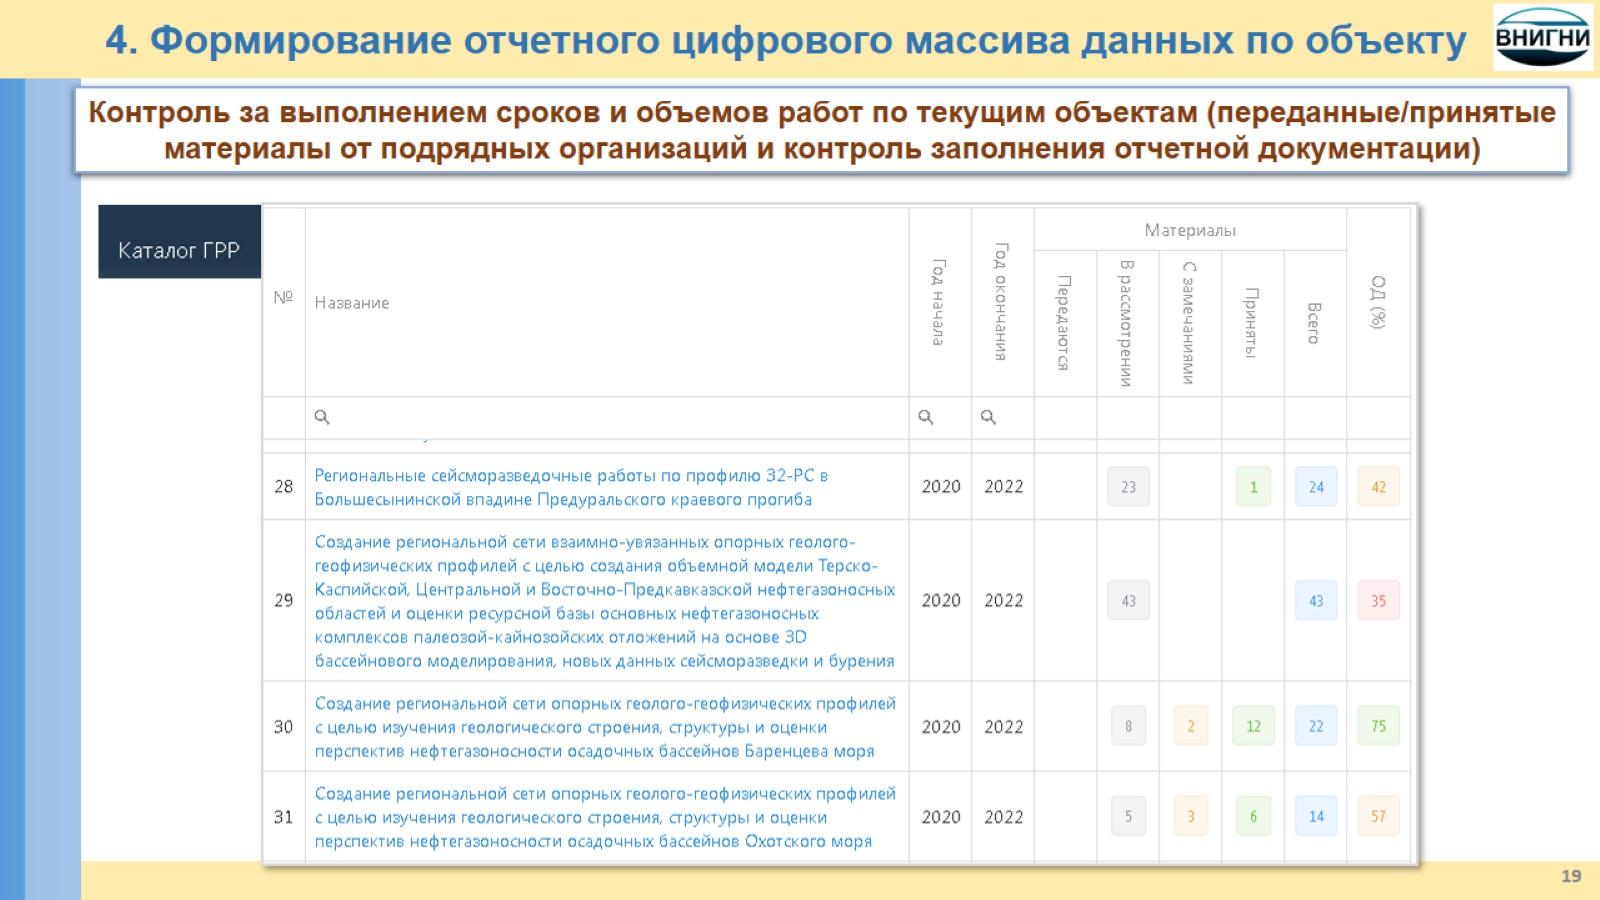 4. Формирование отчетного цифрового массива данных по объекту
ВНИГНИ
Контроль за выполнением сроков и объемов работ по текущим объектам (переданные/принятые
материалы от подрядных организаций и контроль заполнения отчетной документации)
Каталог ГРР
№
Название
Год начала
Год окончания
Материалы
Передаются
В рассмотрении
С замечаниями
Приняты
Всего
ОД (%)
28
Региональные сейсморазведочные работы по профилю 32-РС в
Большесынинской впадине Предуральского краевого прогиба
2020 2022 23 1 24 42
29
Создание региональной сети взаимно-увязанных опорных геолого-
геофизических профилей с целью создания объемной модели Терско-
Каспийской, Центральной и Восточно-Предкавказской нефтегазоносных
областей и оценки ресурсной базы основных нефтегазоносных
комплексов палеозой-кайнозойских отложений на основе 3D
бассейнового моделирования, новых данных сейсморазведки и бурения
2020 2022 43 43 35
30
Создание региональной сети опорных геолого-геофизических профилей
с целью изучения геологического строения, структуры и оценки
перспектив нефтегазоносности осадочных бассейнов Баренцева моря
2020 2022 8 2 12 22 75
31
Создание региональной сети опорных геолого-геофизических профилей
с целью изучения геологического строения, структуры и оценки
перспектив нефтегазоносности осадочных бассейнов Охотского моря
2020 2022 5 3 6 14 57
19